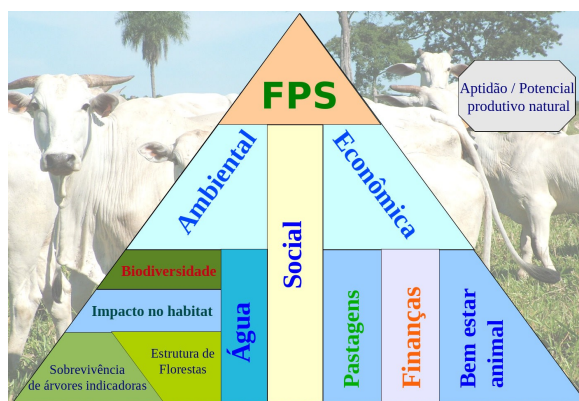 FPS
Aptidão / Potencial
produtivo natural
Ambiental
Social
Econômica
Biodiversidade
Impacto no habitat
Água
Sobrevivência
de árvores indicadoras
Estrutura de
Florestas
Pastagens
Finanças
Bem estar
animal